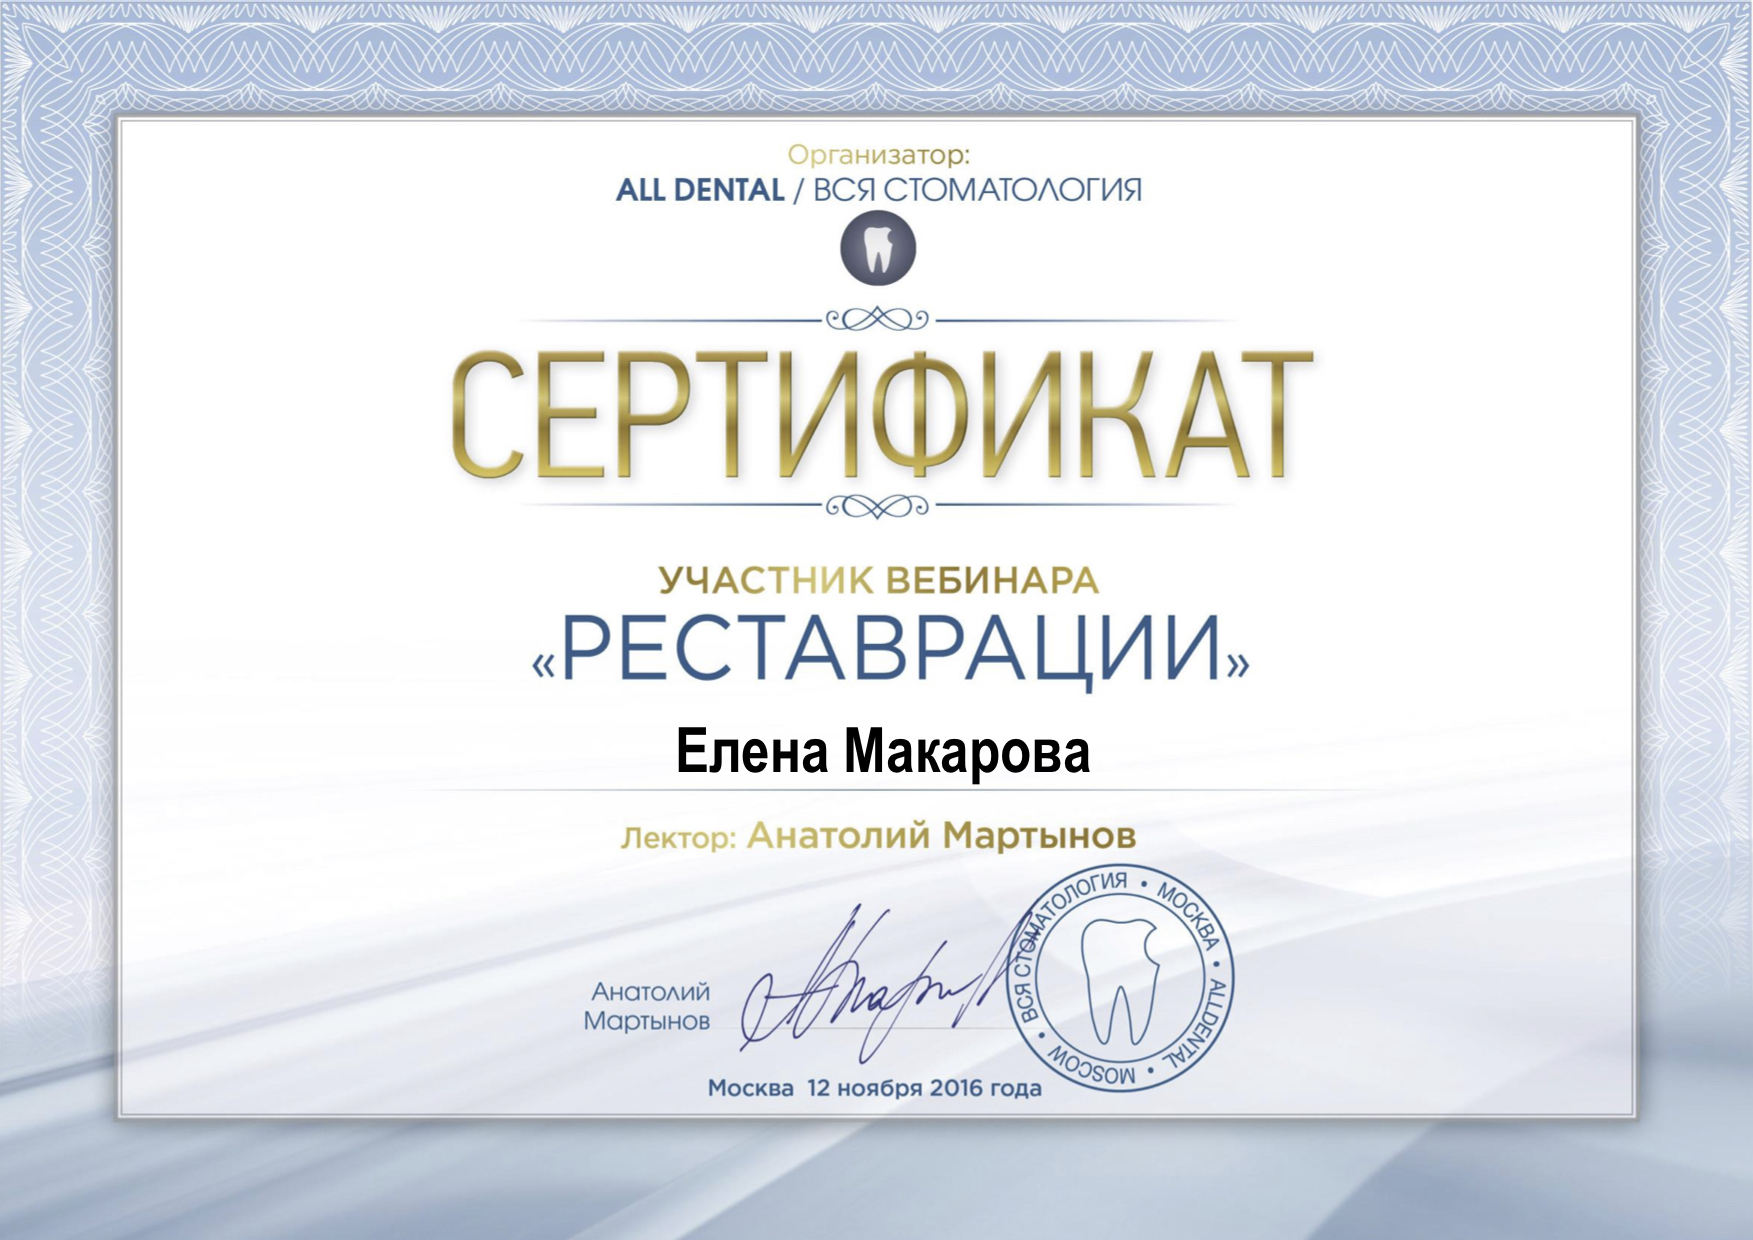 Организатор:
ALL DENTAL / ВСЯ СТОМАТОЛОГИЯ
СЕРТИФИКАТ
УЧАСТНИК ВЕБИНАРА
«РЕСТАВРАЦИИ»
Елена Макарова
Лектор: Анатолий Мартынов
Анатолий
Мартынов
ВСЯ СТОМАТОЛОГИЯ • МОСКВА • ALLDENTAL • MOSCOW •
Москва 12 ноября 2016 года